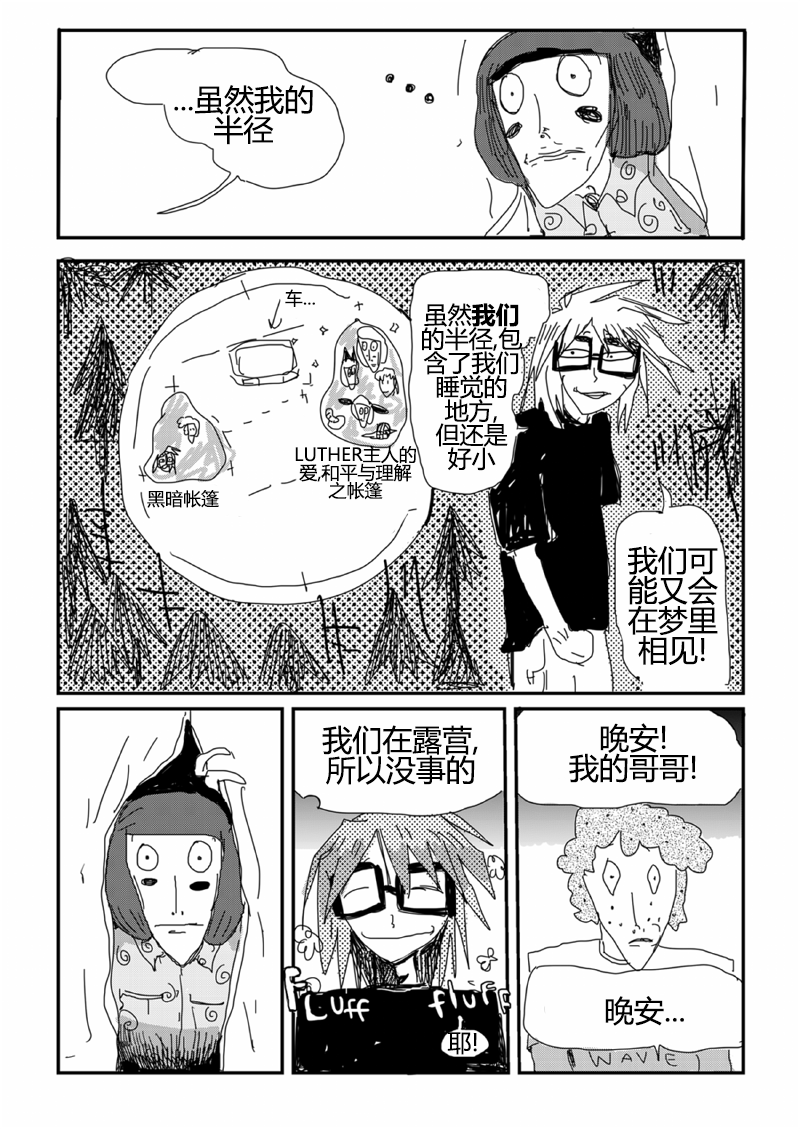 ...虽然我的
半径
车...
虽然我们
的半径,包
含了我们
睡觉的
地方,
但还是
好小
LUTHER主人的
爱,和平与理解
之帐篷
黑暗帐篷
我们可
能又会
在梦里
相见!
我们在露营,
所以没事的
Fluff fluff
耶!
晚安!
我的哥哥!
晚安...
WAVE